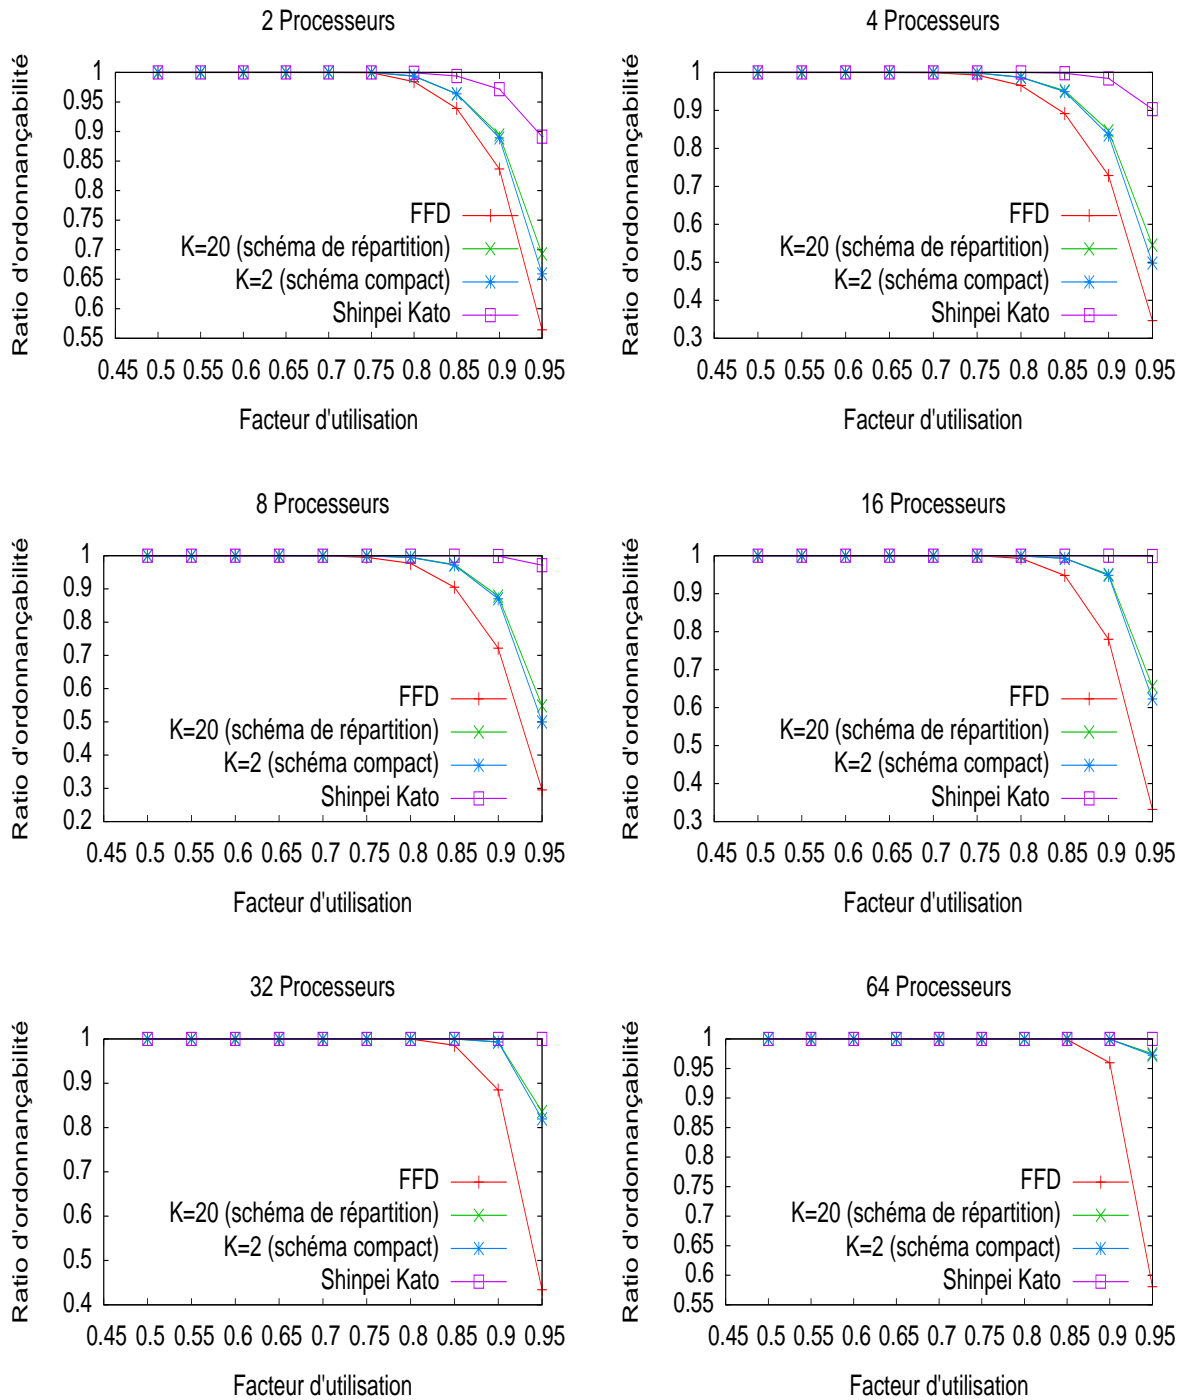 2 Processeurs
Ratio d'ordonnançabilité
1
0.95
0.9
0.85
0.8
0.75
0.7
0.65
0.6
0.55
FFD
K=20 (schéma de répartition)
K=2 (schéma compact)
Shinpei Kato
0.45 0.5 0.55 0.6 0.65 0.7 0.75 0.8 0.85 0.9 0.95
Facteur d'utilisation
4 Processeurs
Ratio d'ordonnançabilité
1
0.9
0.8
0.7
0.6
0.5
0.4
0.3
FFD
K=20 (schéma de répartition)
K=2 (schéma compact)
Shinpei Kato
0.45 0.5 0.55 0.6 0.65 0.7 0.75 0.8 0.85 0.9 0.95
Facteur d'utilisation
8 Processeurs
Ratio d'ordonnançabilité
1
0.9
0.8
0.7
0.6
0.5
0.4
0.3
0.2
FFD
K=20 (schéma de répartition)
K=2 (schéma compact)
Shinpei Kato
0.45 0.5 0.55 0.6 0.65 0.7 0.75 0.8 0.85 0.9 0.95
Facteur d'utilisation
16 Processeurs
Ratio d'ordonnançabilité
1
0.9
0.8
0.7
0.6
0.5
0.4
0.3
FFD
K=20 (schéma de répartition)
K=2 (schéma compact)
Shinpei Kato
0.45 0.5 0.55 0.6 0.65 0.7 0.75 0.8 0.85 0.9 0.95
Facteur d'utilisation
32 Processeurs
Ratio d'ordonnançabilité
1
0.9
0.8
0.7
0.6
0.5
0.4
FFD
K=20 (schéma de répartition)
K=2 (schéma compact)
Shinpei Kato
0.45 0.5 0.55 0.6 0.65 0.7 0.75 0.8 0.85 0.9 0.95
Facteur d'utilisation
64 Processeurs
Ratio d'ordonnançabilité
1
0.95
0.9
0.85
0.8
0.75
0.7
0.65
0.6
0.55
FFD
K=20 (schéma de répartition)
K=2 (schéma compact)
Shinpei Kato
0.45 0.5 0.55 0.6 0.65 0.7 0.75 0.8 0.85 0.9 0.95
Facteur d'utilisation